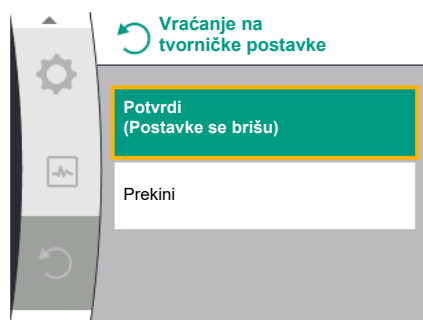 Vraćanje na
tvorničke postavke
Potvrdi
(Postavke se brišu)
Prekini